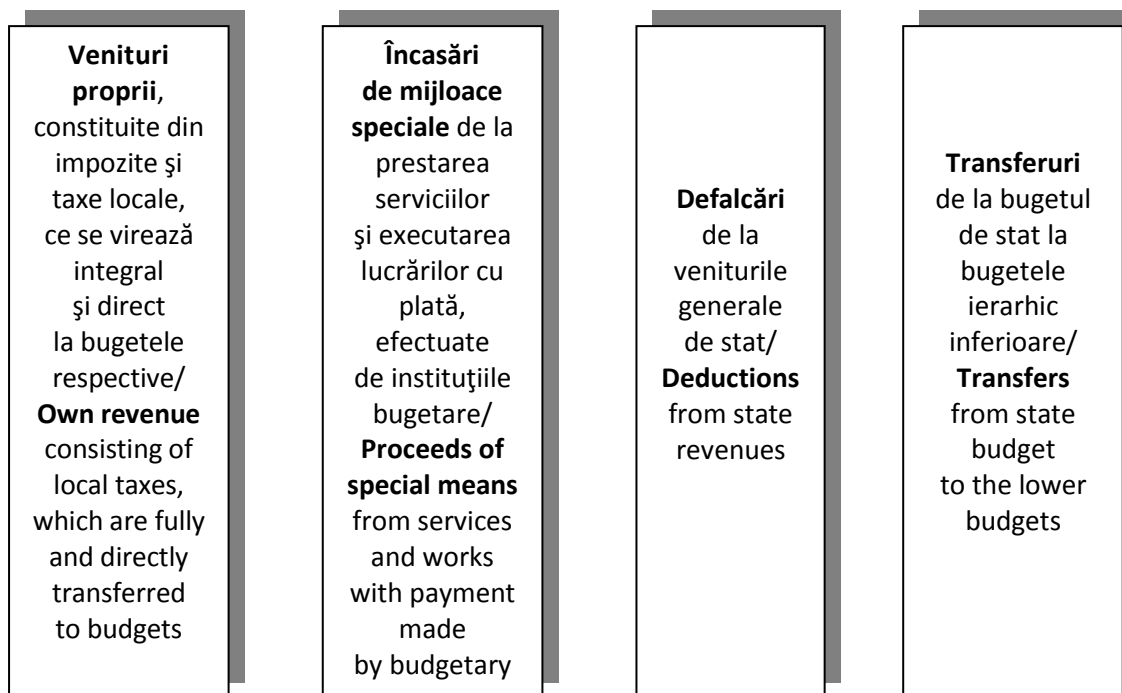 Venituri
proprii,
constituite din
impozite şi
taxe locale,
ce se virează
integral
şi direct
la bugetele
respective/
Own revenue
consisting of
local taxes,
which are fully
and directly
transferred
to budgets
Încasări
de mijloace
speciale de la
prestarea
serviciilor
şi executarea
lucrărilor cu
plată,
efectuate
de instituţiile
bugetare/
Proceeds of
special means
from services
and works
with payment
made
by budgetary
Defalcări
de la
veniturile
generale
de stat/
Deductions
from state
revenues
Transferuri
de la bugetul
de stat la
bugetele
ierarhic
inferioare/
Transfers
from state
budget
to the lower
budgets